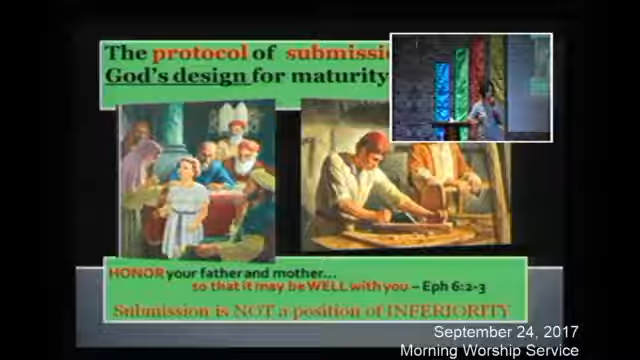 The protocol of submissi
God's design for maturity
HONOR your father and mother...
so that it may be WELL with you – Eph 6:2-3
Submission is NOT a position of INFERIORITY
September 24, 2017
Morning Worship Service